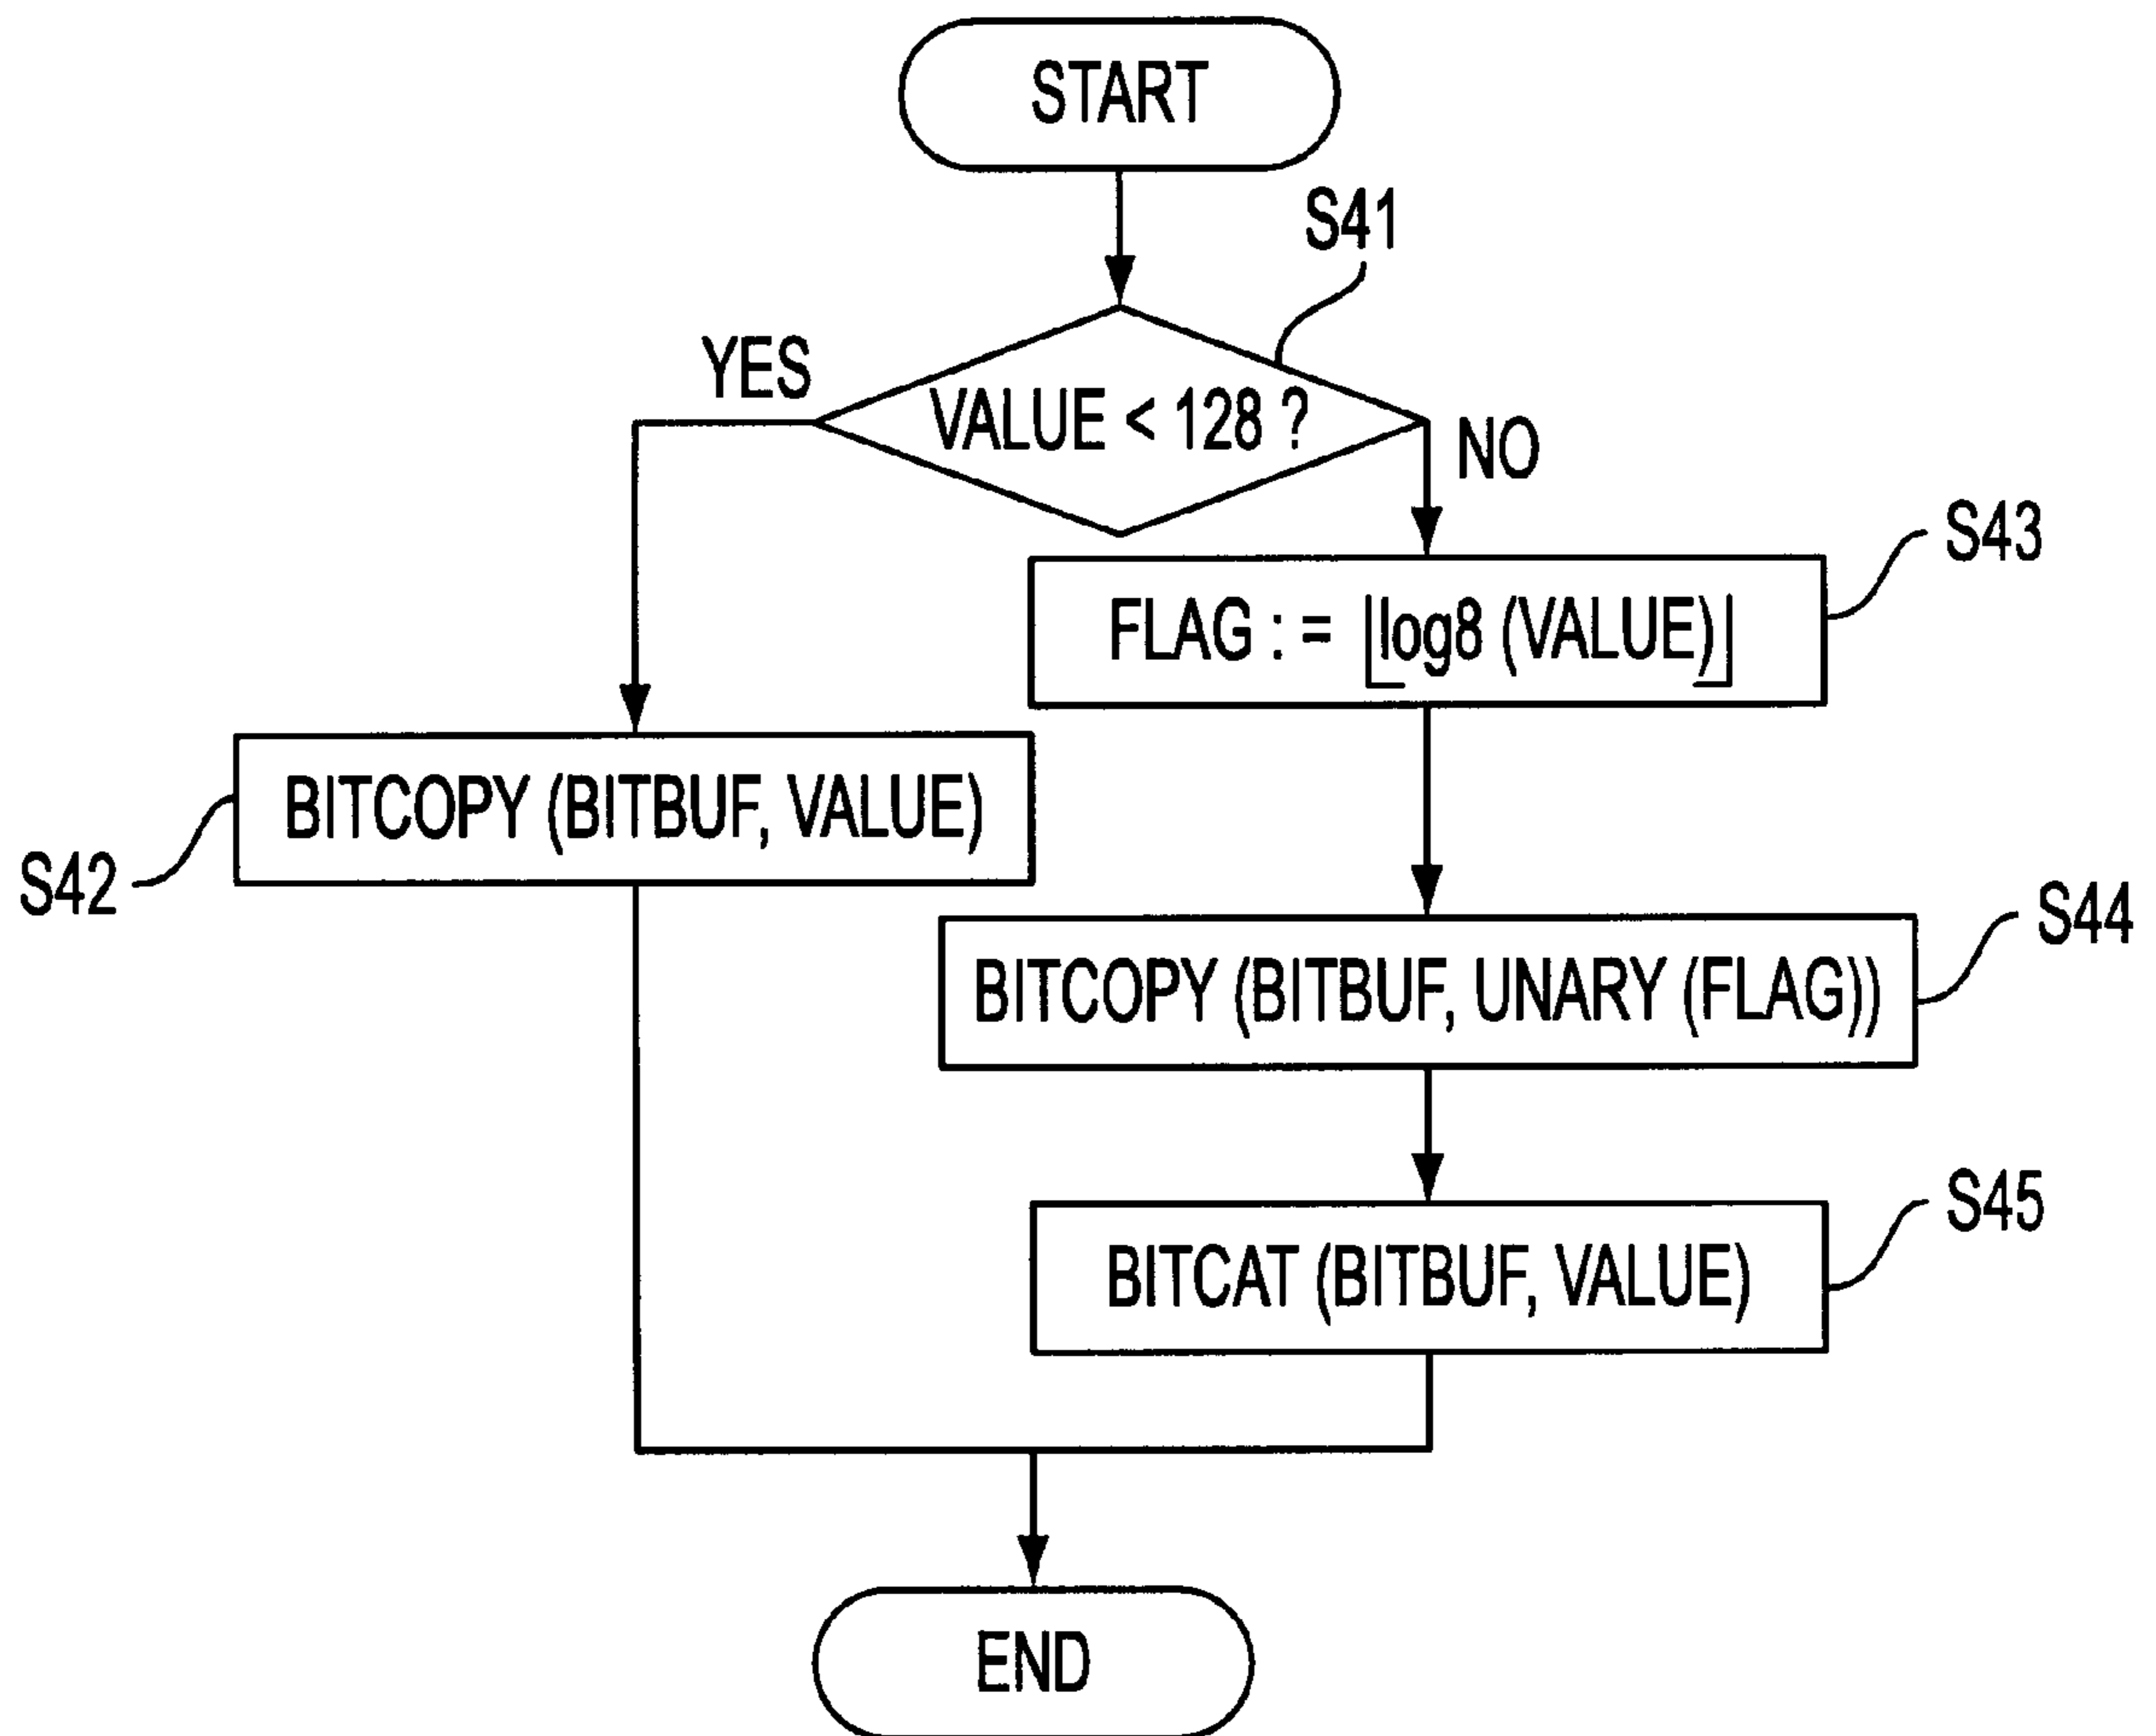 START
S41
YES
VALUE < 128 ?
NO
S43
FLAG : = ⌊log8 (VALUE)⌋
BITCOPY (BITBUF, VALUE)
S42
S44
BITCOPY (BITBUF, UNARY (FLAG))
S45
BITCAT (BITBUF, VALUE)
END